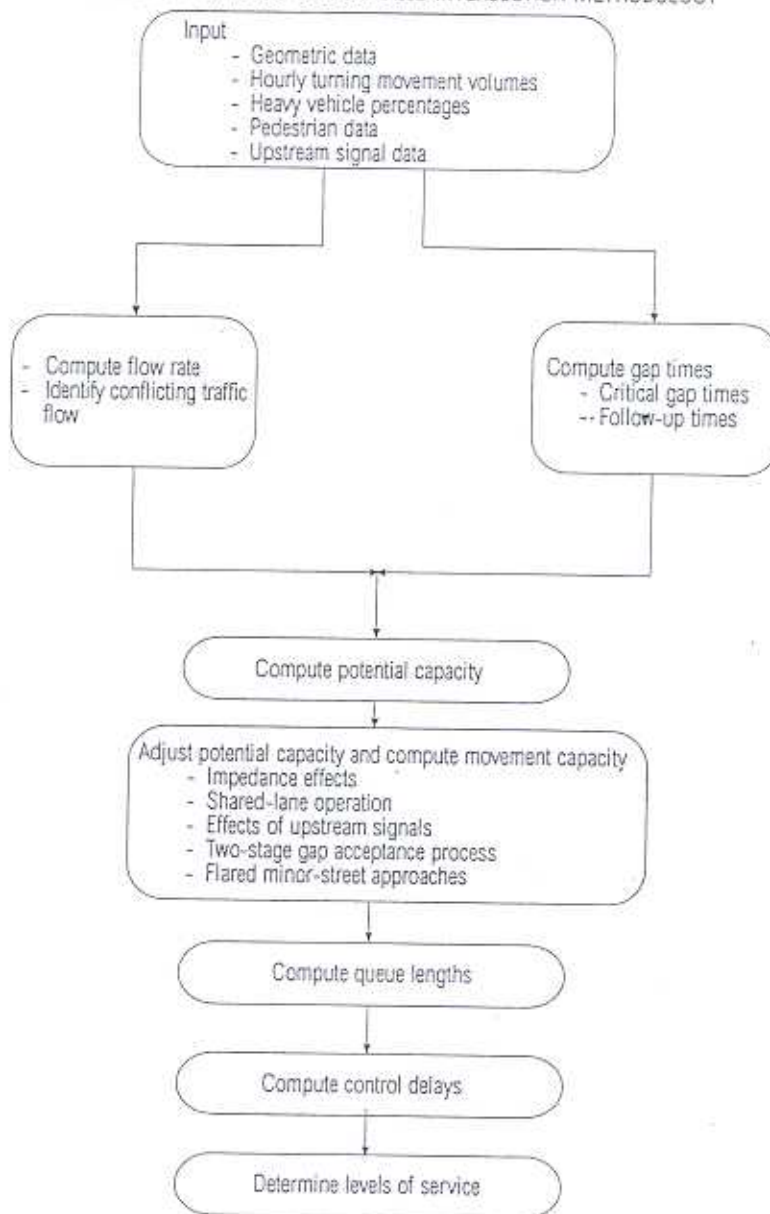 INTERSECTION METHODOLOGY
Input
- Geometric data
- Hourly turning movement volumes
- Heavy vehicle percentages
- Pedestrian data
- Upstream signal data
- Compute flow rate
- Identify conflicting traffic
flow
Compute gap times
- Critical gap times
-- Follow-up times
Compute potential capacity
Adjust potential capacity and compute movement capacity
- Impedance effects
- Shared-lane operation
- Effects of upstream signals
- Two-stage gap acceptance process
- Flared minor-street approaches
Compute queue lengths
Compute control delays
Determine levels of service